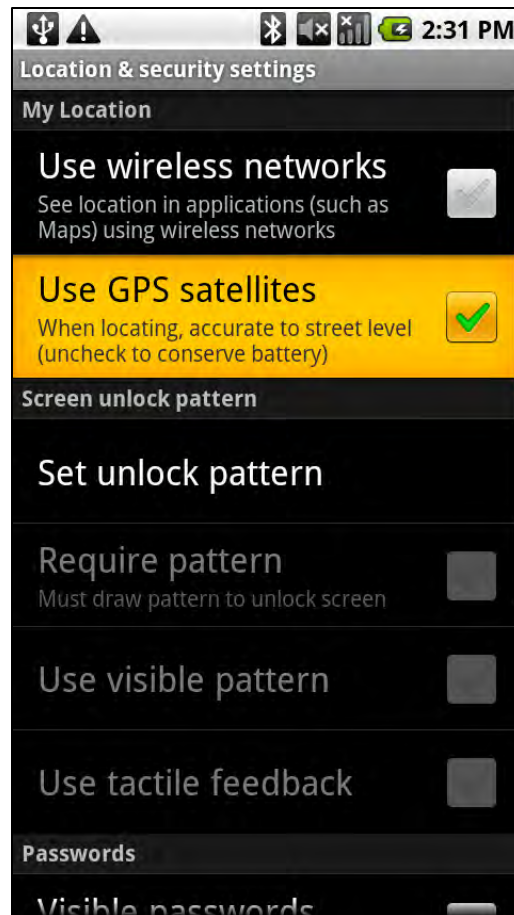 2:31 PM
Location & security settings
My Location
Use wireless networks
See location in applications (such as
Maps) using wireless networks
Use GPS satellites
When locating, accurate to street level
(uncheck to conserve battery)
Screen unlock pattern
Set unlock pattern
Require pattern
Must draw pattern to unlock screen
Use visible pattern
Use tactile feedback
Passwords
Visible passwords